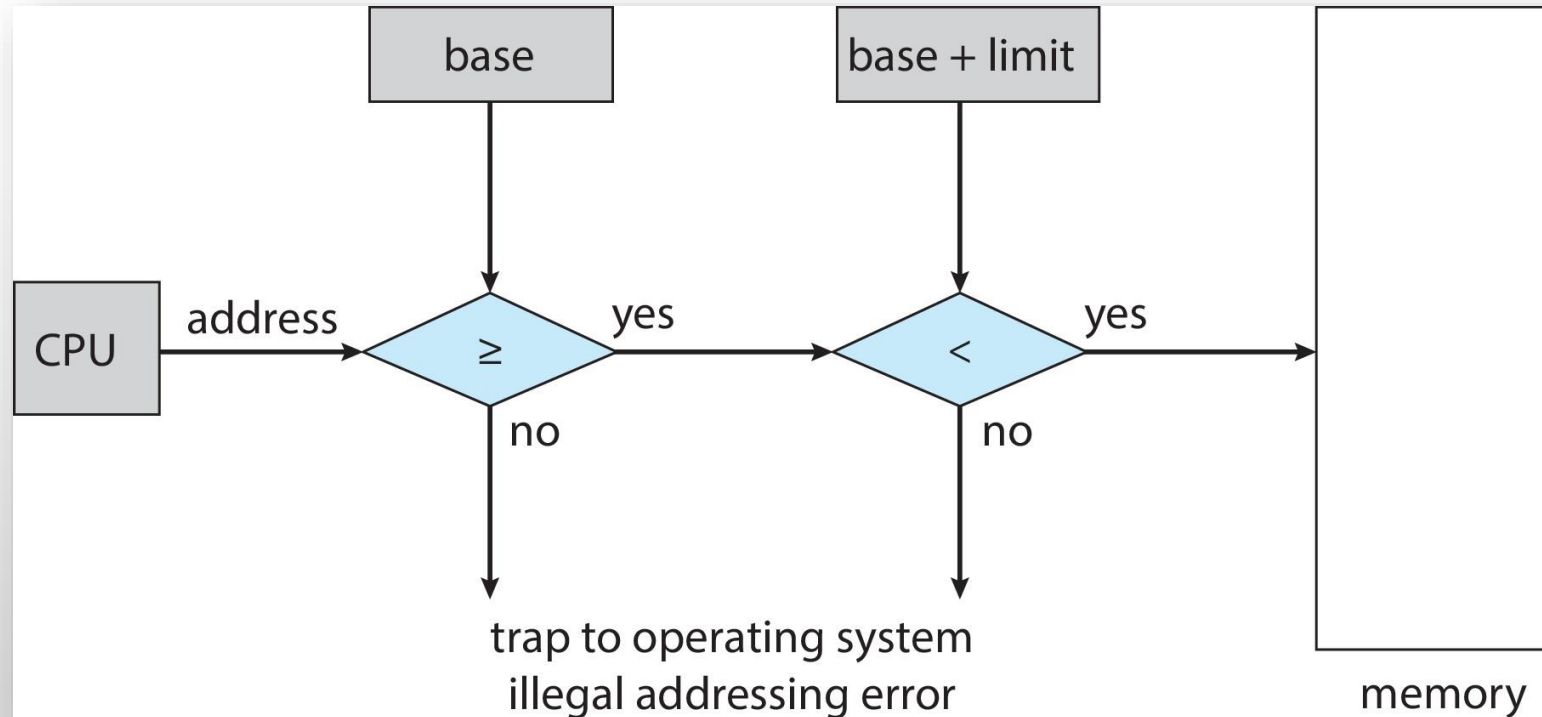 base
base + limit
CPU
address
≥
yes
<
yes
no
no
trap to operating system
illegal addressing error
memory